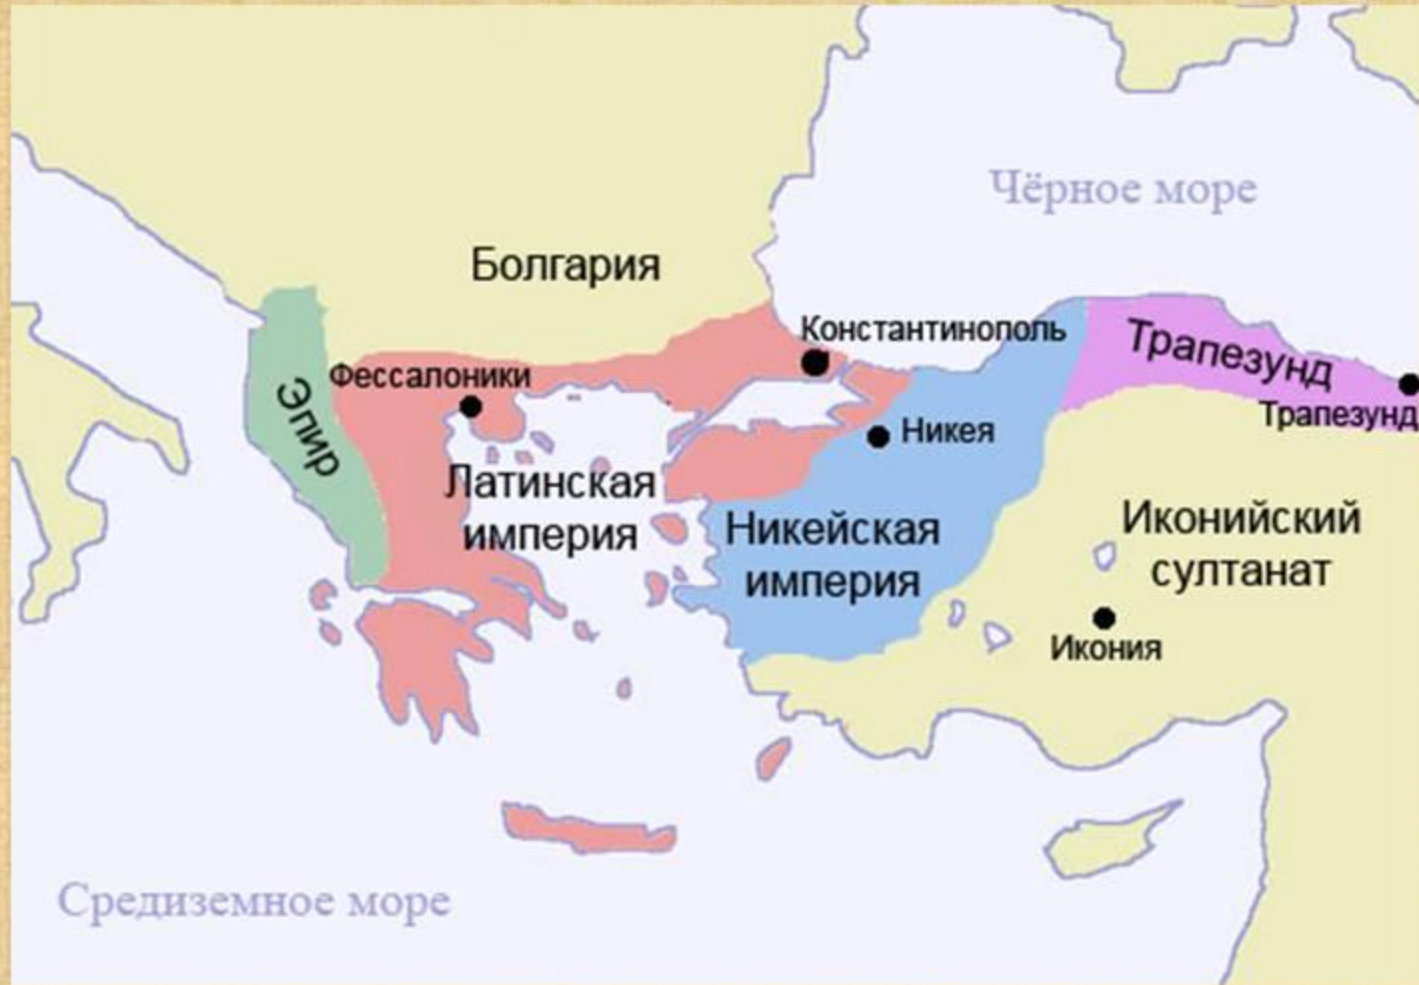 Чёрное море
Болгария
Константинополь
Трапезунд
Фессалоники
Эпир
Трапезунд
Никея
Латинская
империя
Никейская
империя
Иконийский
султанат
Икония
Средиземное море